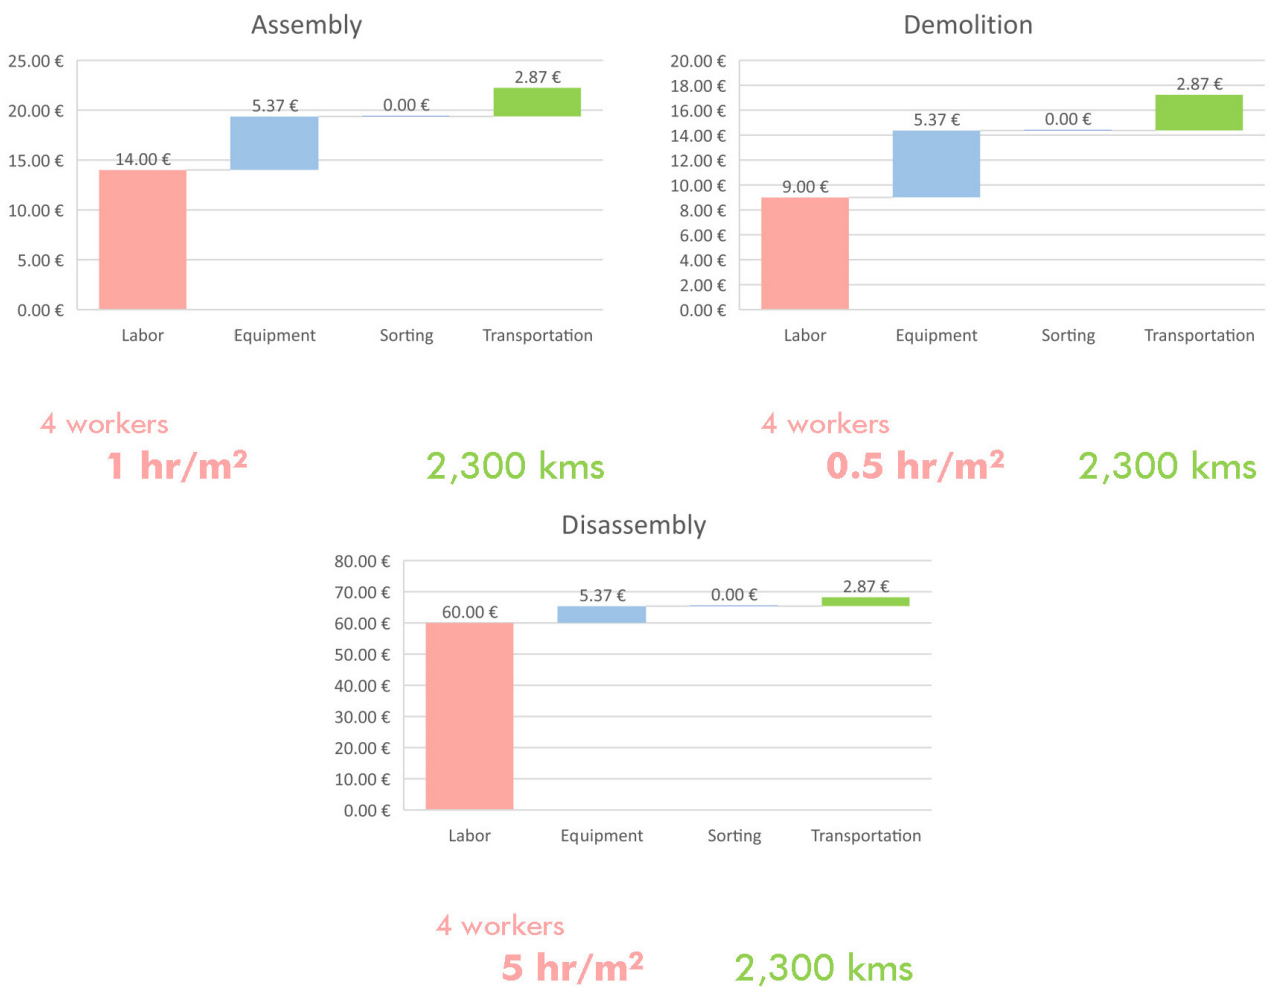 Assembly
25.00 €
20.00 €
15.00 €
10.00 €
5.00 €
0.00 €
14.00 €
5.37 €
0.00 €
2.87 €
Labor
Equipment
Sorting
Transportation
4 workers
1 hr/m²
2,300 kms
Demolition
20.00 €
18.00 €
16.00 €
14.00 €
12.00 €
10.00 €
8.00 €
6.00 €
4.00 €
2.00 €
0.00 €
9.00 €
5.37 €
0.00 €
2.87 €
Labor
Equipment
Sorting
Transportation
4 workers
0.5 hr/m²
2,300 kms
Disassembly
80.00 €
70.00 €
60.00 €
50.00 €
40.00 €
30.00 €
20.00 €
10.00 €
0.00 €
60.00 €
5.37 €
0.00 €
2.87 €
Labor
Equipment
Sorting
Transportation
4 workers
5 hr/m²
2,300 kms